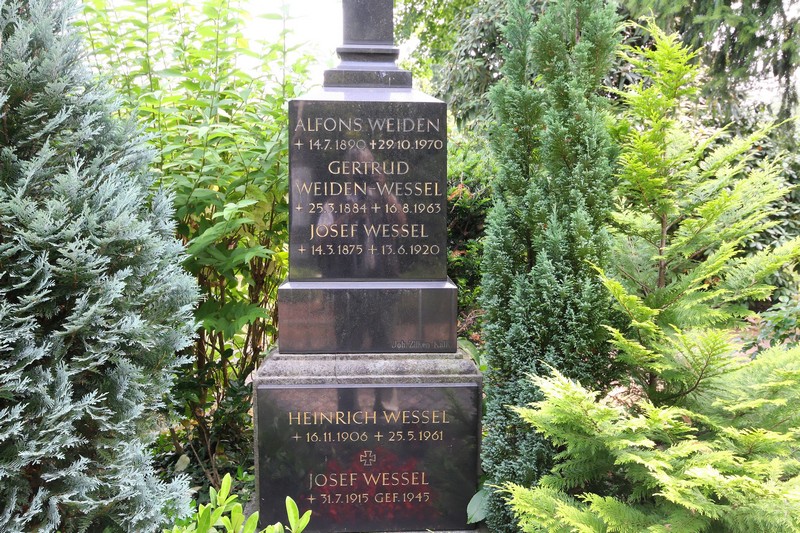 ALFONS WEIDEN
+ 14.7.1890 + 29.10.1970
GERTRUD
WEIDEN-WESSEL
+ 25.3.1884 + 16.8.1963
JOSEF WESSEL
+ 14.3.1875 + 13.6.1920
HEINRICH WESSEL
+ 16.11.1906 + 25.5.1961
JOSEF WESSEL
+ 31.7.1915 GEF. 1945